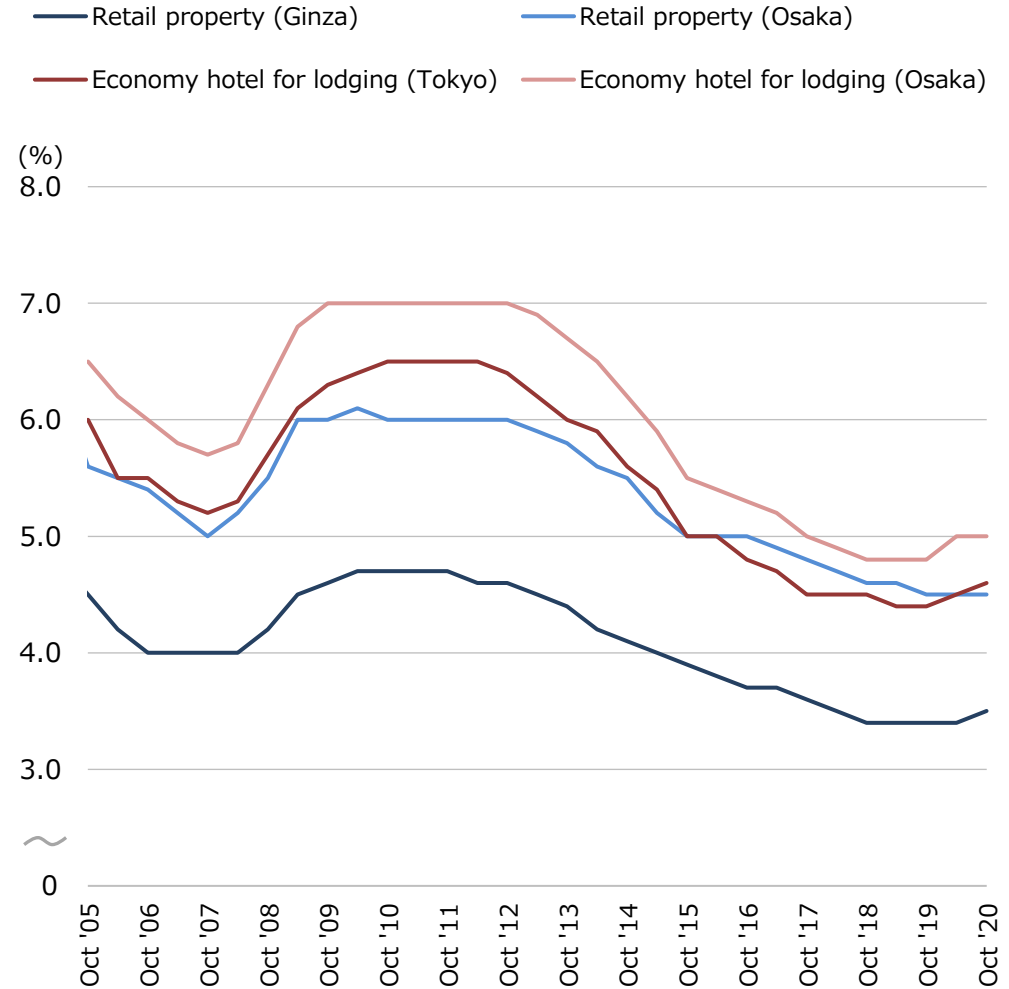 Retail property (Ginza) Retail property (Osaka)
Economy hotel for lodging (Tokyo) Economy hotel for lodging (Osaka)
(%)
8.0
7.0
6.0
5.0
4.0
3.0
0
Oct '05 Oct '06 Oct '07 Oct '08 Oct '09 Oct '10 Oct '11 Oct '12 Oct '13 Oct '14 Oct '15 Oct '16 Oct '17 Oct '18 Oct '19 Oct '20